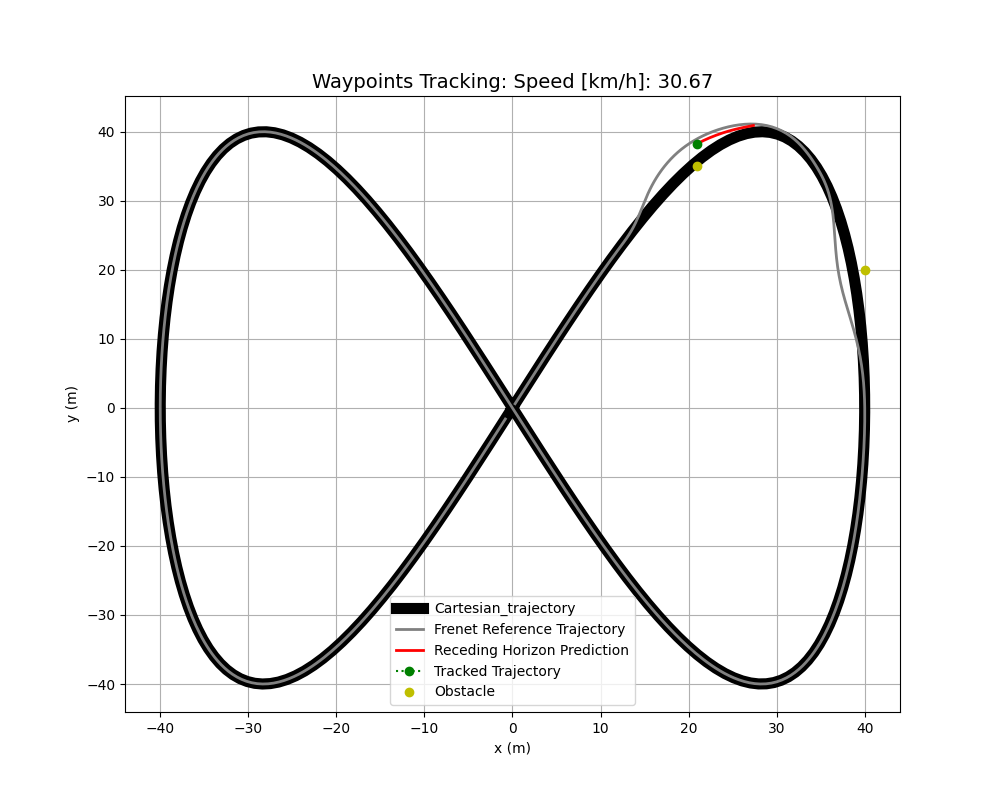 Waypoints Tracking: Speed [km/h]: 30.67
40
30
20
10
0
−10
−20
−30
−40
y (m)
Cartesian_trajectory
Frenet Reference Trajectory
Receding Horizon Prediction
Tracked Trajectory
Obstacle
−40 −30 −20 −10 0 10 20 30 40
x (m)